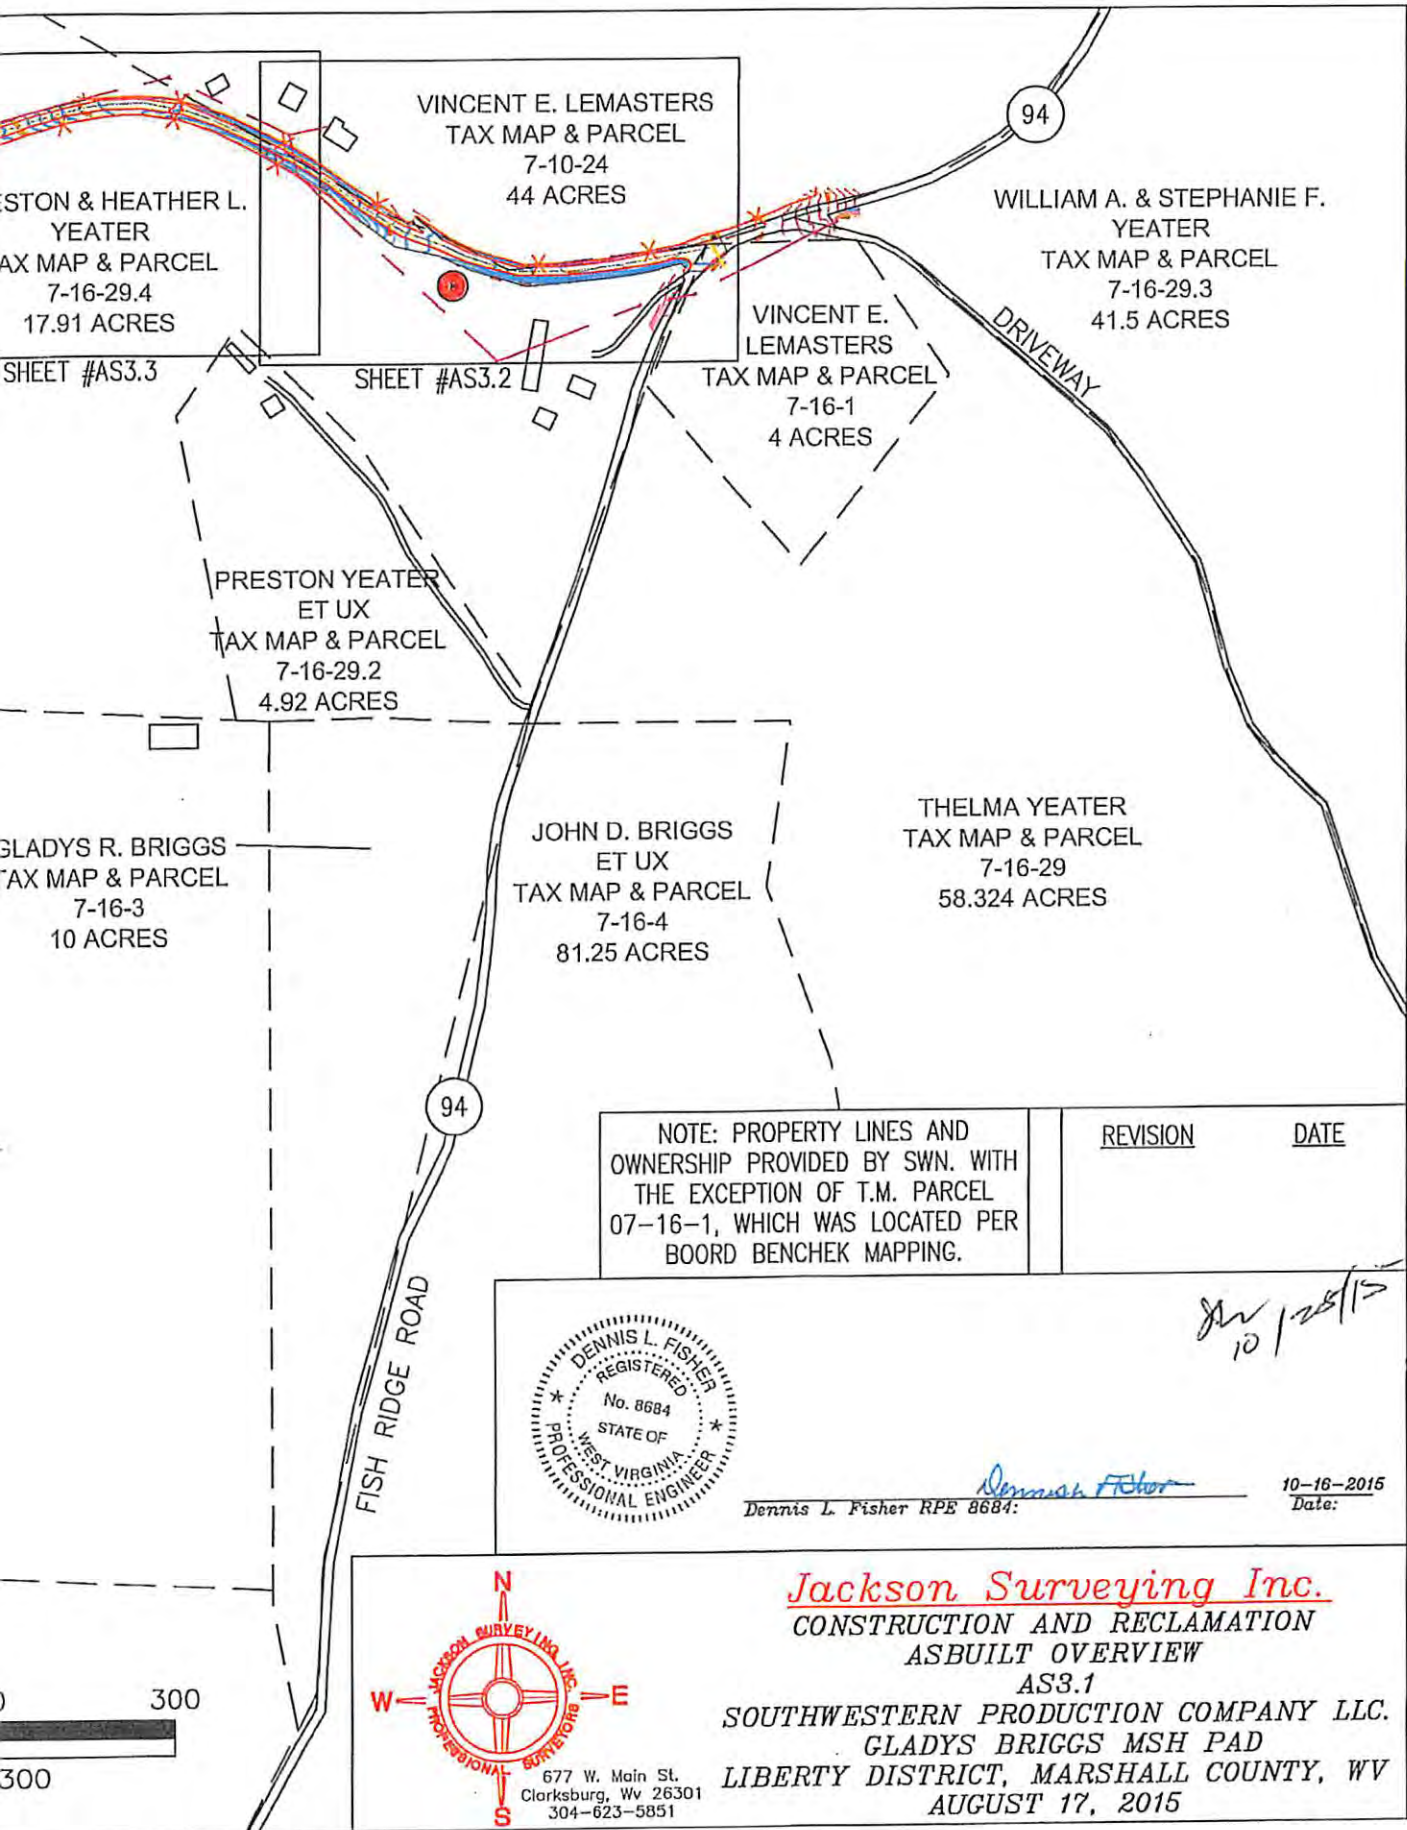 VINCENT E. LEMASTERS
TAX MAP & PARCEL
7-10-24
44 ACRES
94
ESTON & HEATHER L.
YEATER
AX MAP & PARCEL
7-16-29.4
17.91 ACRES
WILLIAM A. & STEPHANIE F.
YEATER
TAX MAP & PARCEL
7-16-29.3
41.5 ACRES
VINCENT E.
LEMASTERS
TAX MAP & PARCEL
7-16-1
4 ACRES
DRIVEWAY
SHEET #AS3.3
SHEET #AS3.2
PRESTON YEATER
ET UX
TAX MAP & PARCEL
7-16-29.2
4.92 ACRES
GLADYS R. BRIGGS
TAX MAP & PARCEL
7-16-3
10 ACRES
JOHN D. BRIGGS
ET UX
TAX MAP & PARCEL
7-16-4
81.25 ACRES
THELMA YEATER
TAX MAP & PARCEL
7-16-29
58.324 ACRES
94
FISH RIDGE ROAD
NOTE: PROPERTY LINES AND
OWNERSHIP PROVIDED BY SWN. WITH
THE EXCEPTION OF T.M. PARCEL
07-16-1, WHICH WAS LOCATED PER
BOORD BENCHEK MAPPING.
REVISION DATE
10/28/15
DENNIS L. FISHER
REGISTERED
No. 8684
STATE OF
WEST VIRGINIA
PROFESSIONAL ENGINEER
Dennis L. Fisher RPE 8684:
10-16-2015
Date:
300
300
N
W
E
S
JACKSON SURVEYING INC.
PROFESSIONAL SURVEYORS
677 W. Main St.
Clarksburg, Wv 26301
304-623-5851
Jackson Surveying Inc.
CONSTRUCTION AND RECLAMATION
ASBUILT OVERVIEW
AS3.1
SOUTHWESTERN PRODUCTION COMPANY LLC.
GLADYS BRIGGS MSH PAD
LIBERTY DISTRICT, MARSHALL COUNTY, WV
AUGUST 17, 2015